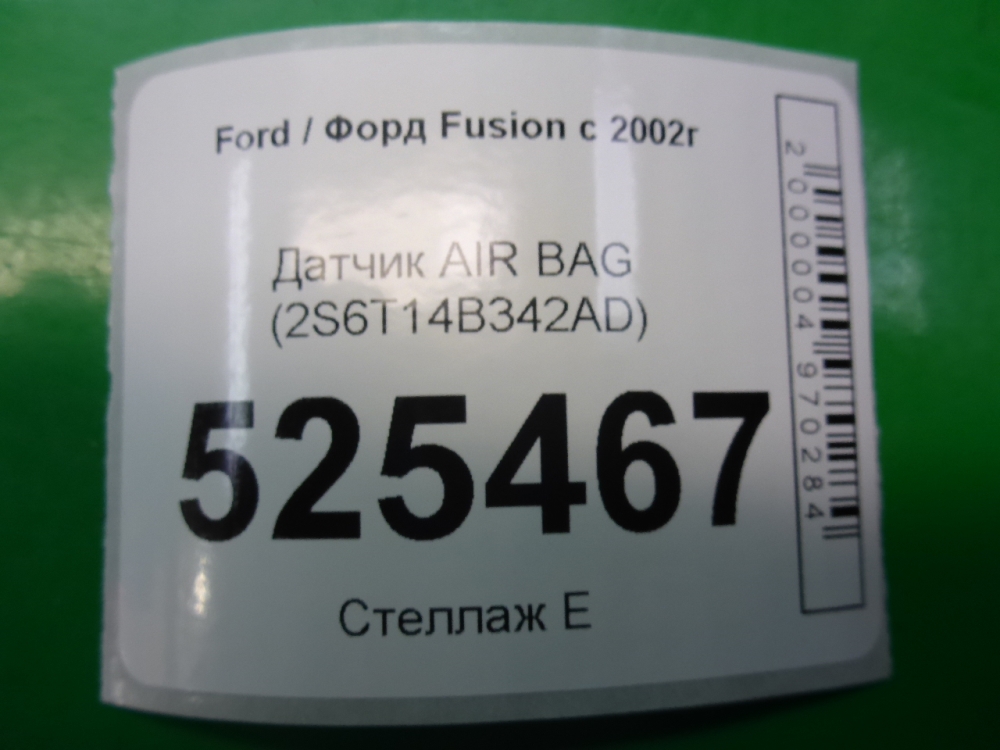 Ford / Форд Fusion с 2002г
Датчик AIR BAG
(2S6T14B342AD)
525467
Стеллаж Е
2000004970284